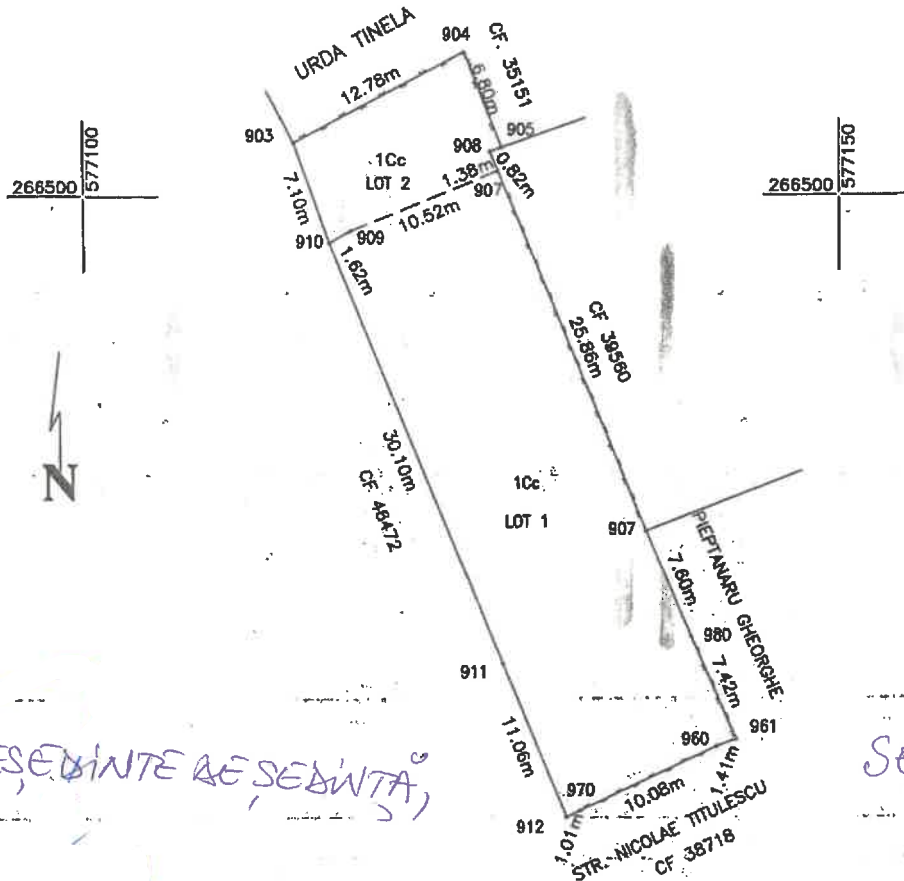 904
URDA TINELA
CF. 35151
12.78m
6.80m
903
905
908
577100
577150
1Cc
LOT 2
0.82m
266500
266500
1.38
907
7.10m
10.52m
910
909
1.62m
CF 39560
25.86m
N
30.10m
CF 48472
1Cc
LOT 1
907
PIEPTANARU GHEORGHE
7.60m
980
911
7.42m
11.06m
960
961
1.41m
970
10.08m
912
1.01
STR. NICOLAE TITULESCU
CF 38718
ȘEDINȚĂ,